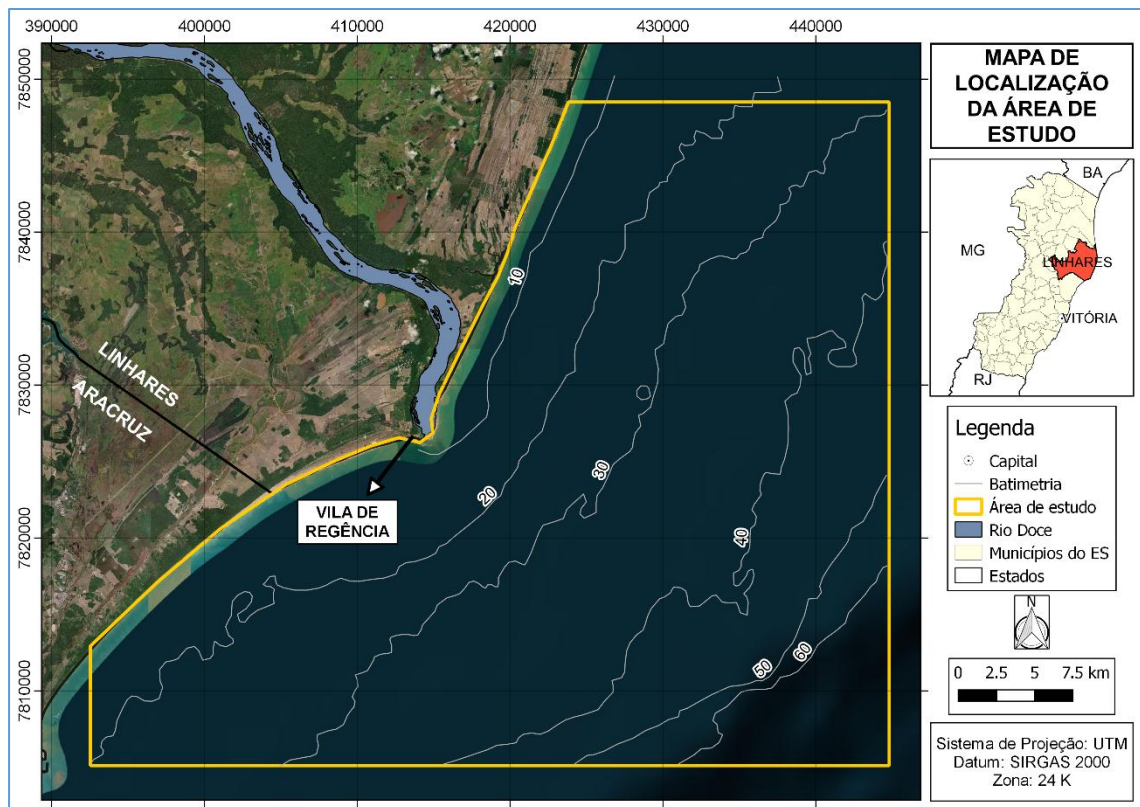 390000
400000
410000
420000
430000
440000
7850000
7840000
7830000
7820000
7810000
LINHARES
ARACRUZ
VILA DE
REGÊNCIA
10
20
30
40
50
60
MAPA DE
LOCALIZAÇÃO
DA ÁREA DE
ESTUDO
BA
MG
LINHARES
VITÓRIA
RJ
Legenda
Capital
Batimetria
Área de estudo
Rio Doce
Municípios do ES
Estados
N
0 2.5 5 7.5 km
Sistema de Projeção: UTM
Datum: SIRGAS 2000
Zona: 24 K